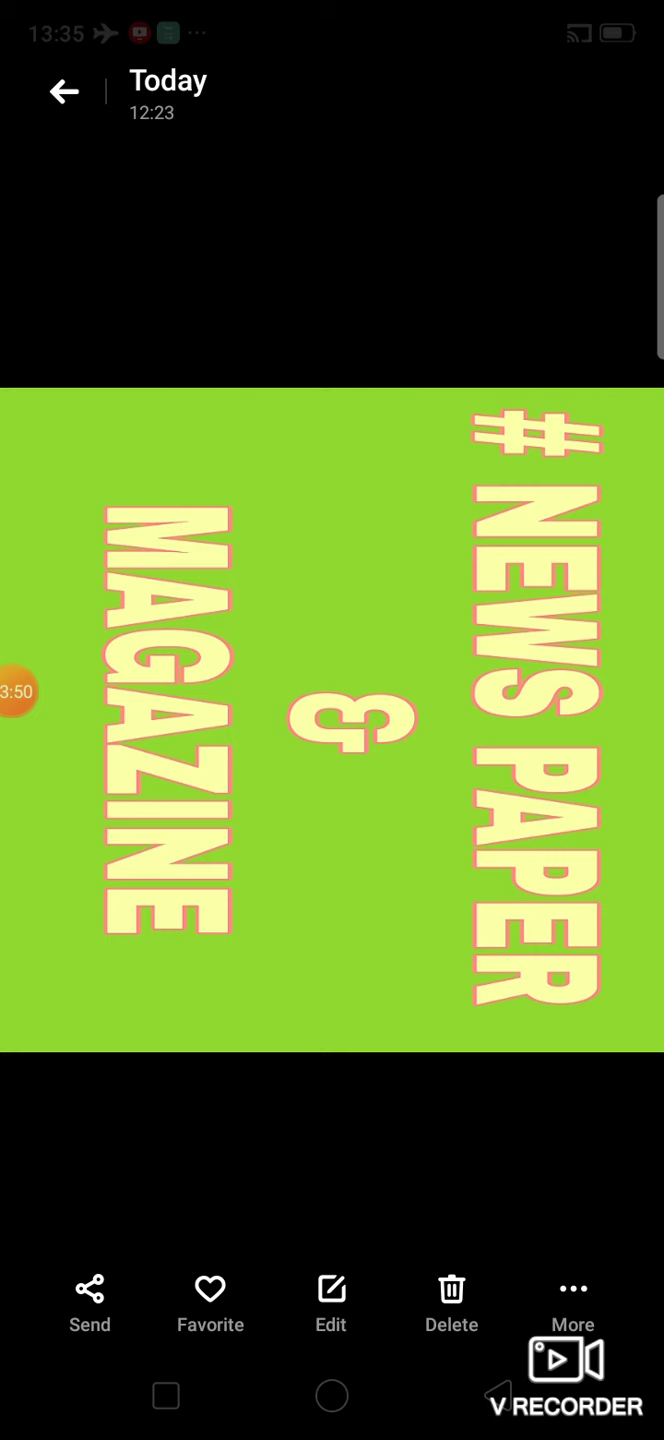 13:35
Today
12:23
# NEWS PAPER
&
MAGAZINE
3:50
Send
Favorite
Edit
Delete
More
V RECORDER